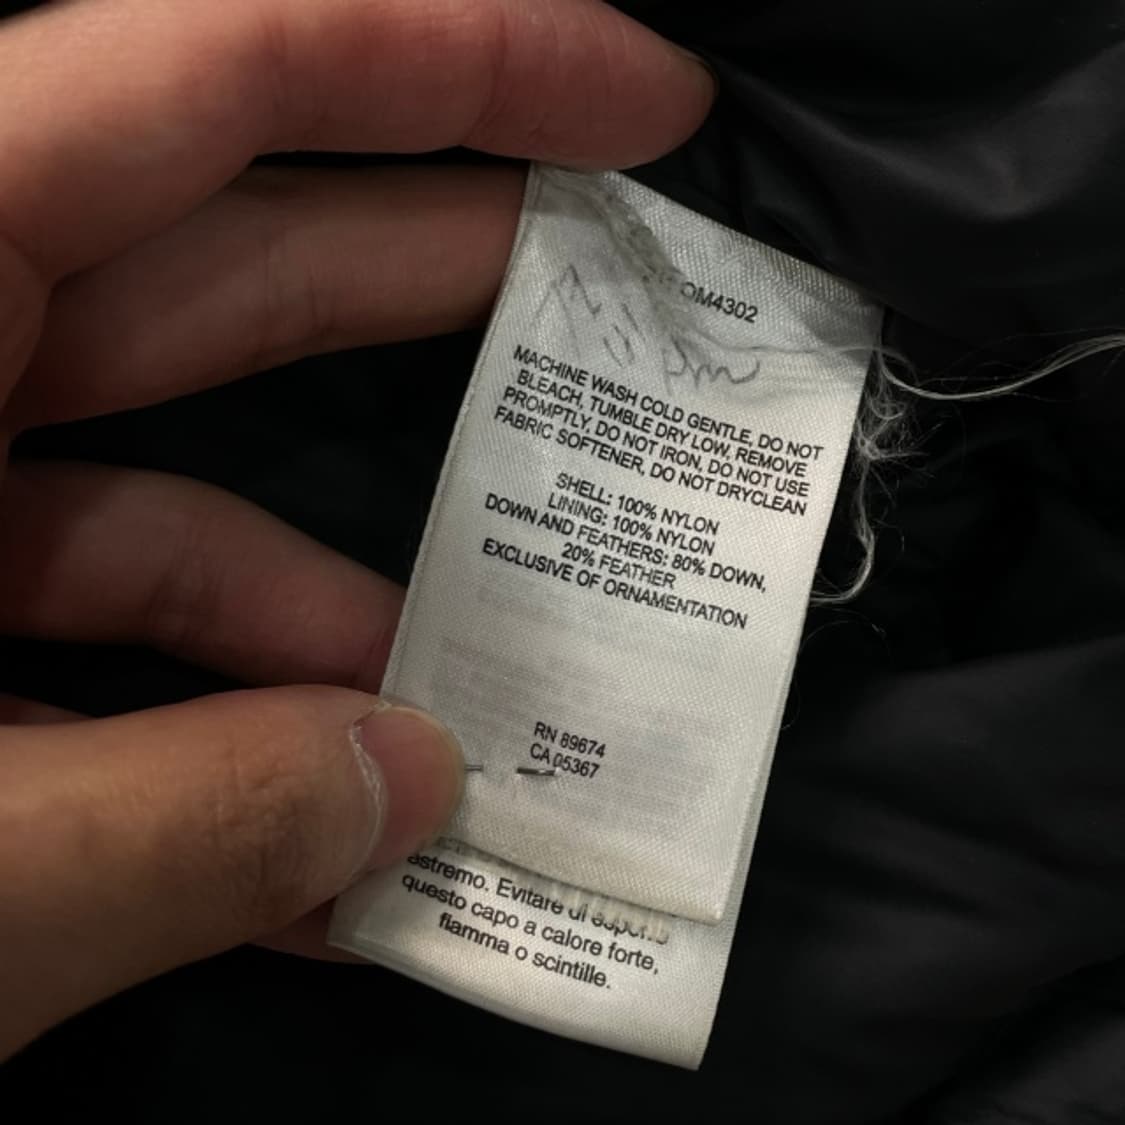 OM4302
MACHINE WASH COLD GENTLE, DO NOT
BLEACH, TUMBLE DRY LOW, REMOVE
PROMPTLY, DO NOT IRON, DO NOT USE
FABRIC SOFTENER, DO NOT DRYCLEAN
SHELL: 100% NYLON
LINING: 100% NYLON
DOWN AND FEATHERS: 80% DOWN,
20% FEATHER
EXCLUSIVE OF ORNAMENTATION
RN 89674
CA 05367
estremo. Evitare di
questo capo a calore forte,
fiamma o scintille.